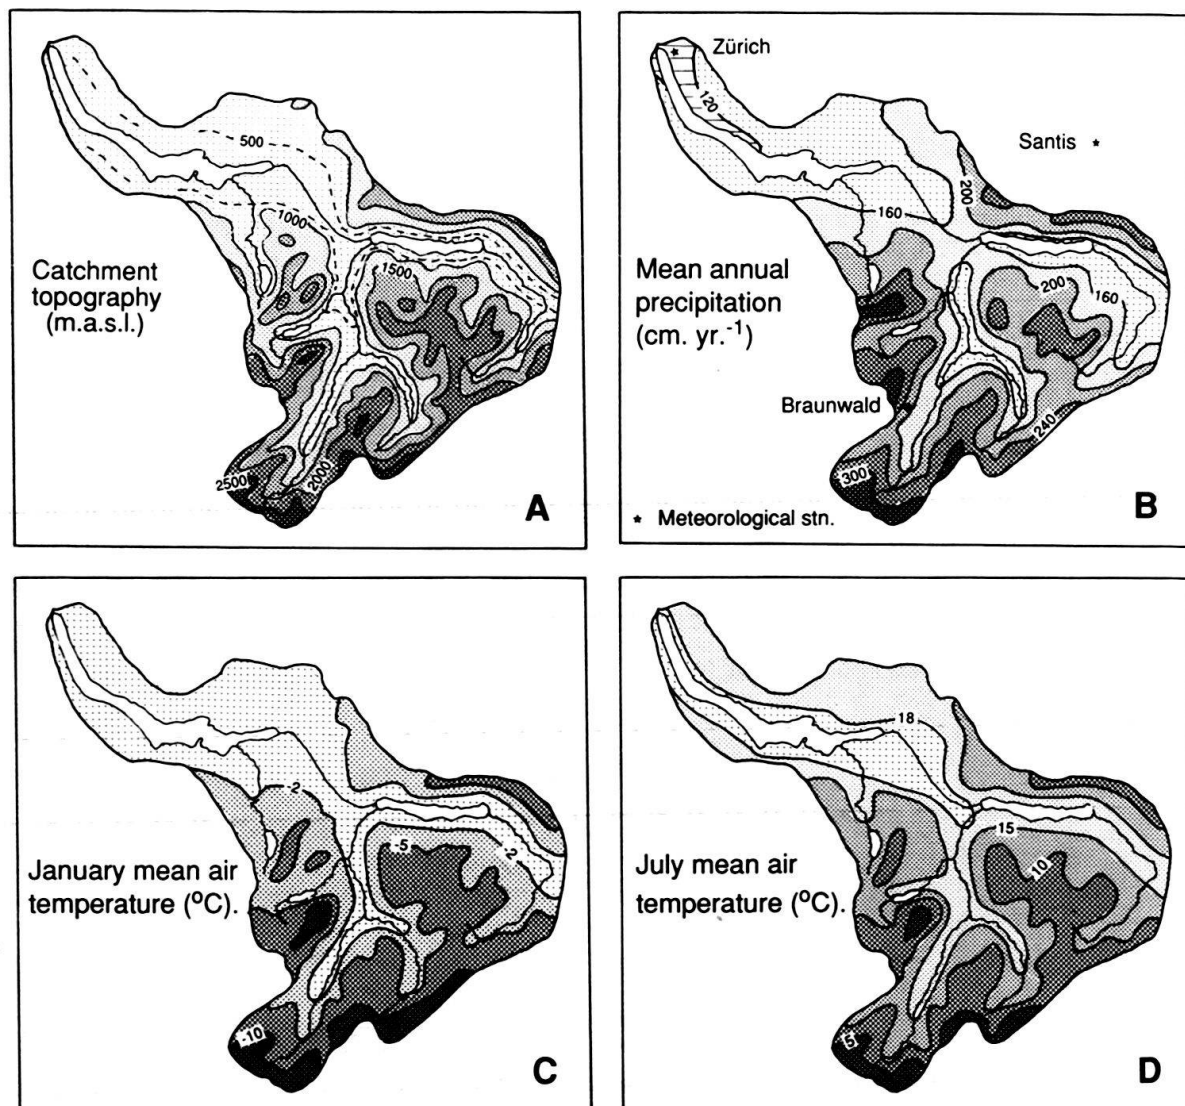 500
1000
1500
Catchment
topography
(m.a.s.l.)
2500
2000
A
Zürich
120
Santis
200
160
Mean annual
precipitation
(cm. yr.-1)
200
160
Braunwald
240
300
Meteorological stn.
B
-2
-5
-2
January mean air
temperature (°C).
-10
C
18
15
10
July mean air
temperature (°C).
5
D